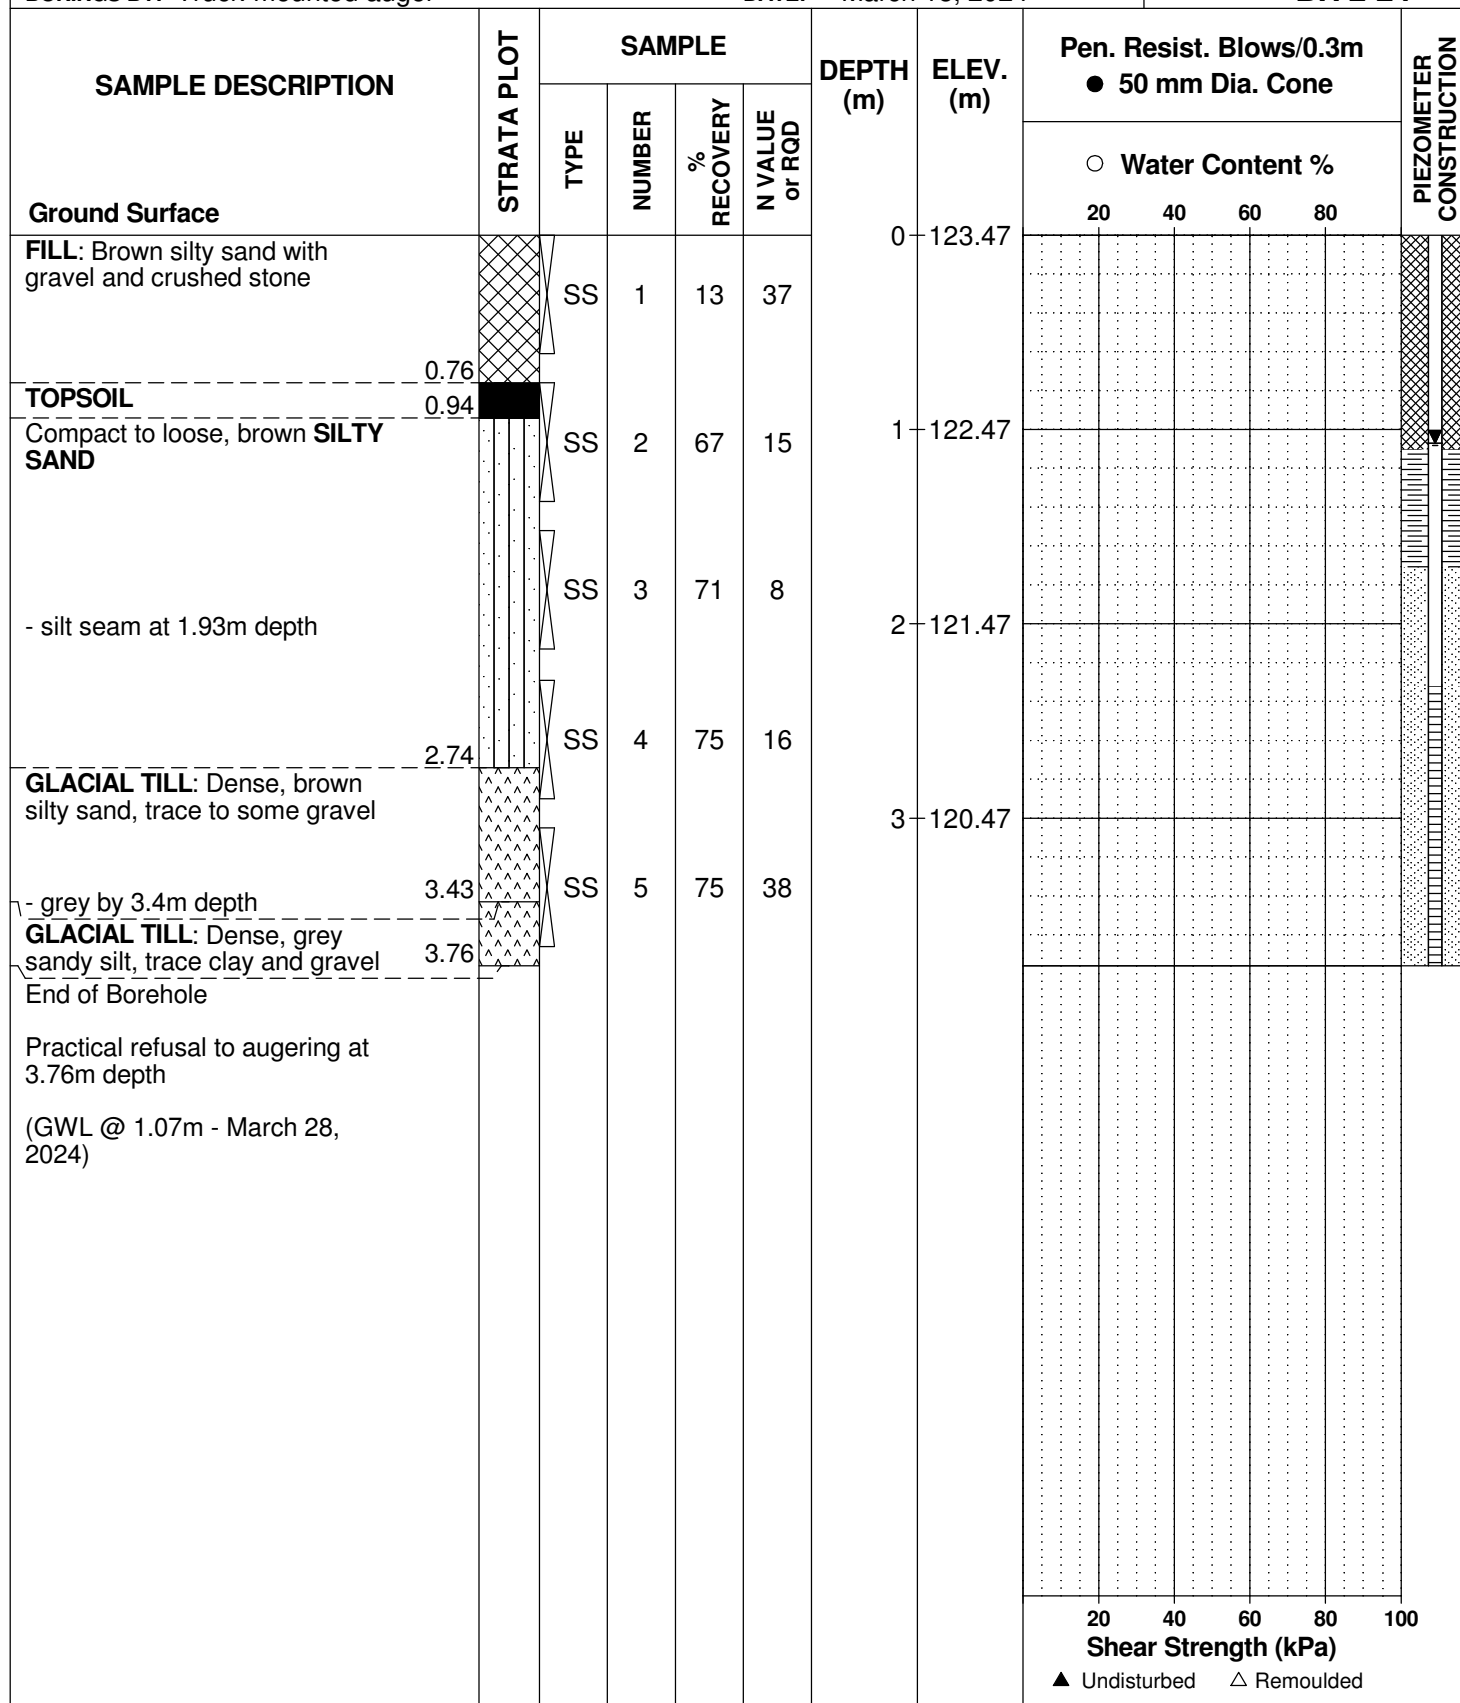 SAMPLE DESCRIPTION
STRATA PLOT
SAMPLE
TYPE
NUMBER
%
RECOVERY
N VALUE
or RQD
DEPTH
(m)
ELEV.
(m)
Pen. Resist. Blows/0.3m
● 50 mm Dia. Cone
○ Water Content %
20 40 60 80
PIEZOMETER
CONSTRUCTION
Ground Surface
0 123.47
FILL: Brown silty sand with
gravel and crushed stone
SS 1 13 37
0.76
TOPSOIL
0.94
Compact to loose, brown SILTY
SAND
SS 2 67 15
1 122.47
SS 3 71 8
- silt seam at 1.93m depth
2 121.47
SS 4 75 16
2.74
GLACIAL TILL: Dense, brown
silty sand, trace to some gravel
3 120.47
SS 5 75 38
- grey by 3.4m depth
3.43
GLACIAL TILL: Dense, grey
sandy silt, trace clay and gravel
3.76
End of Borehole
Practical refusal to augering at
3.76m depth
(GWL @ 1.07m - March 28,
2024)
20 40 60 80 100
Shear Strength (kPa)
▲ Undisturbed △ Remoulded